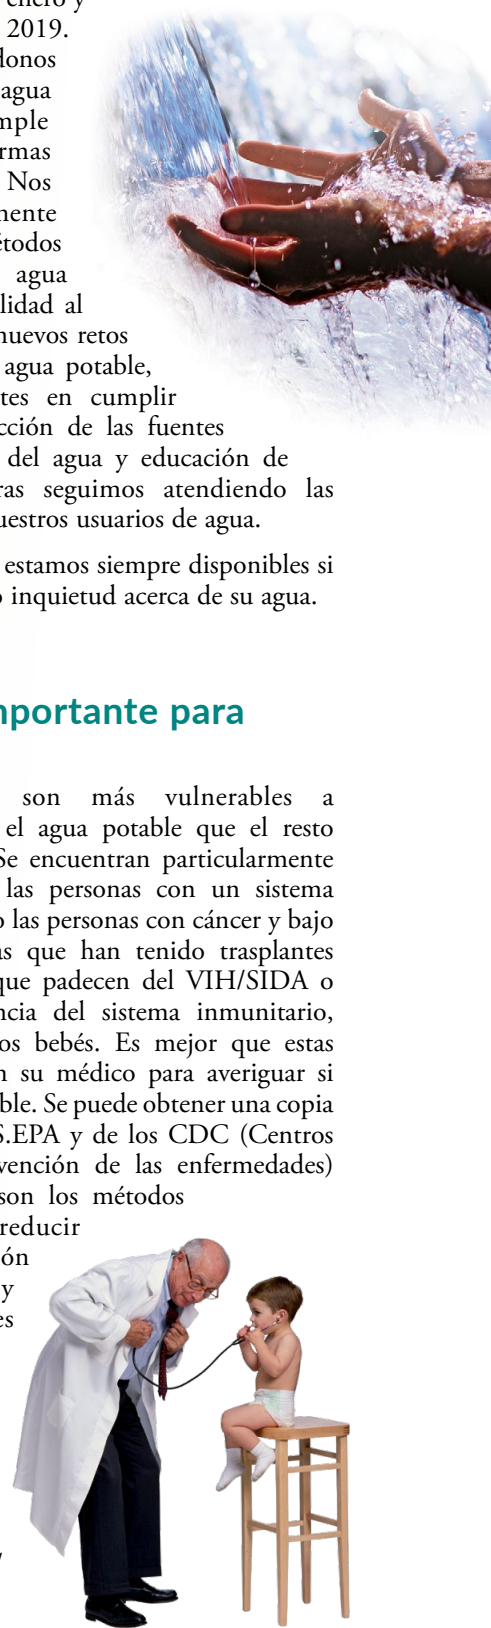 enero y
2019.
donos
agua
mple
rmas
Nos
mente
étodos
agua
lidad al
nuevos retos
agua potable,
tes en cumplir
cción de las fuentes
del agua y educación de
ras seguimos atendiendo las
uestros usuarios de agua.
estamos siempre disponibles si
o inquietud acerca de su agua.
mportante para
son más vulnerables a
el agua potable que el resto
Se encuentran particularmente
las personas con un sistema
o las personas con cáncer y bajo
as que han tenido trasplantes
que padecen del VIH/SIDA o
ncia del sistema inmunitario,
os bebés. Es mejor que estas
n su médico para averiguar si
ble. Se puede obtener una copia
S.EPA y de los CDC (Centros
vención de las enfermedades)
son los métodos
reducir
ón
y
es